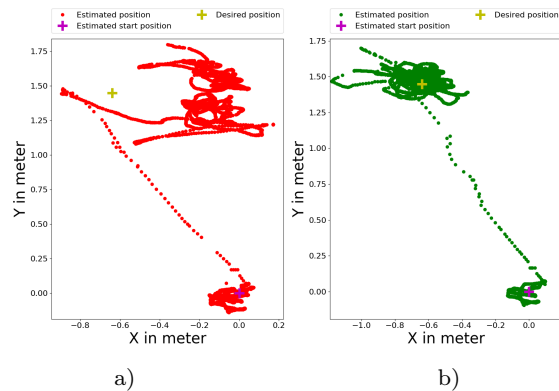 Estimated position
Estimated start position
Desired position
1.75
1.50
1.25
1.00
0.75
0.50
0.25
0.00
Y in meter
−0.8 −0.6 −0.4 −0.2 0.0 0.2
X in meter
a)
Estimated position
Estimated start position
Desired position
1.75
1.50
1.25
1.00
0.75
0.50
0.25
0.00
Y in meter
−1.0 −0.8 −0.6 −0.4 −0.2 0.0
X in meter
b)